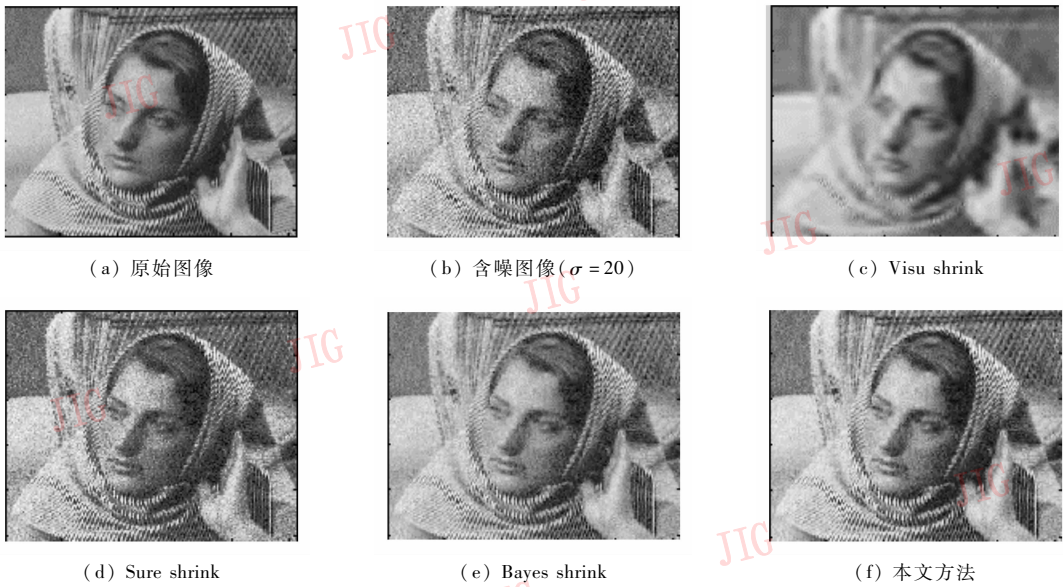 JIG
JIG
(a) 原始图像
(b) 含噪图像(σ=20)
(c) Visu shrink
JIG
JIG
JIG
JIG
JIG
JIG
JIG
(d) Sure shrink
(e) Bayes shrink
(f) 本文方法